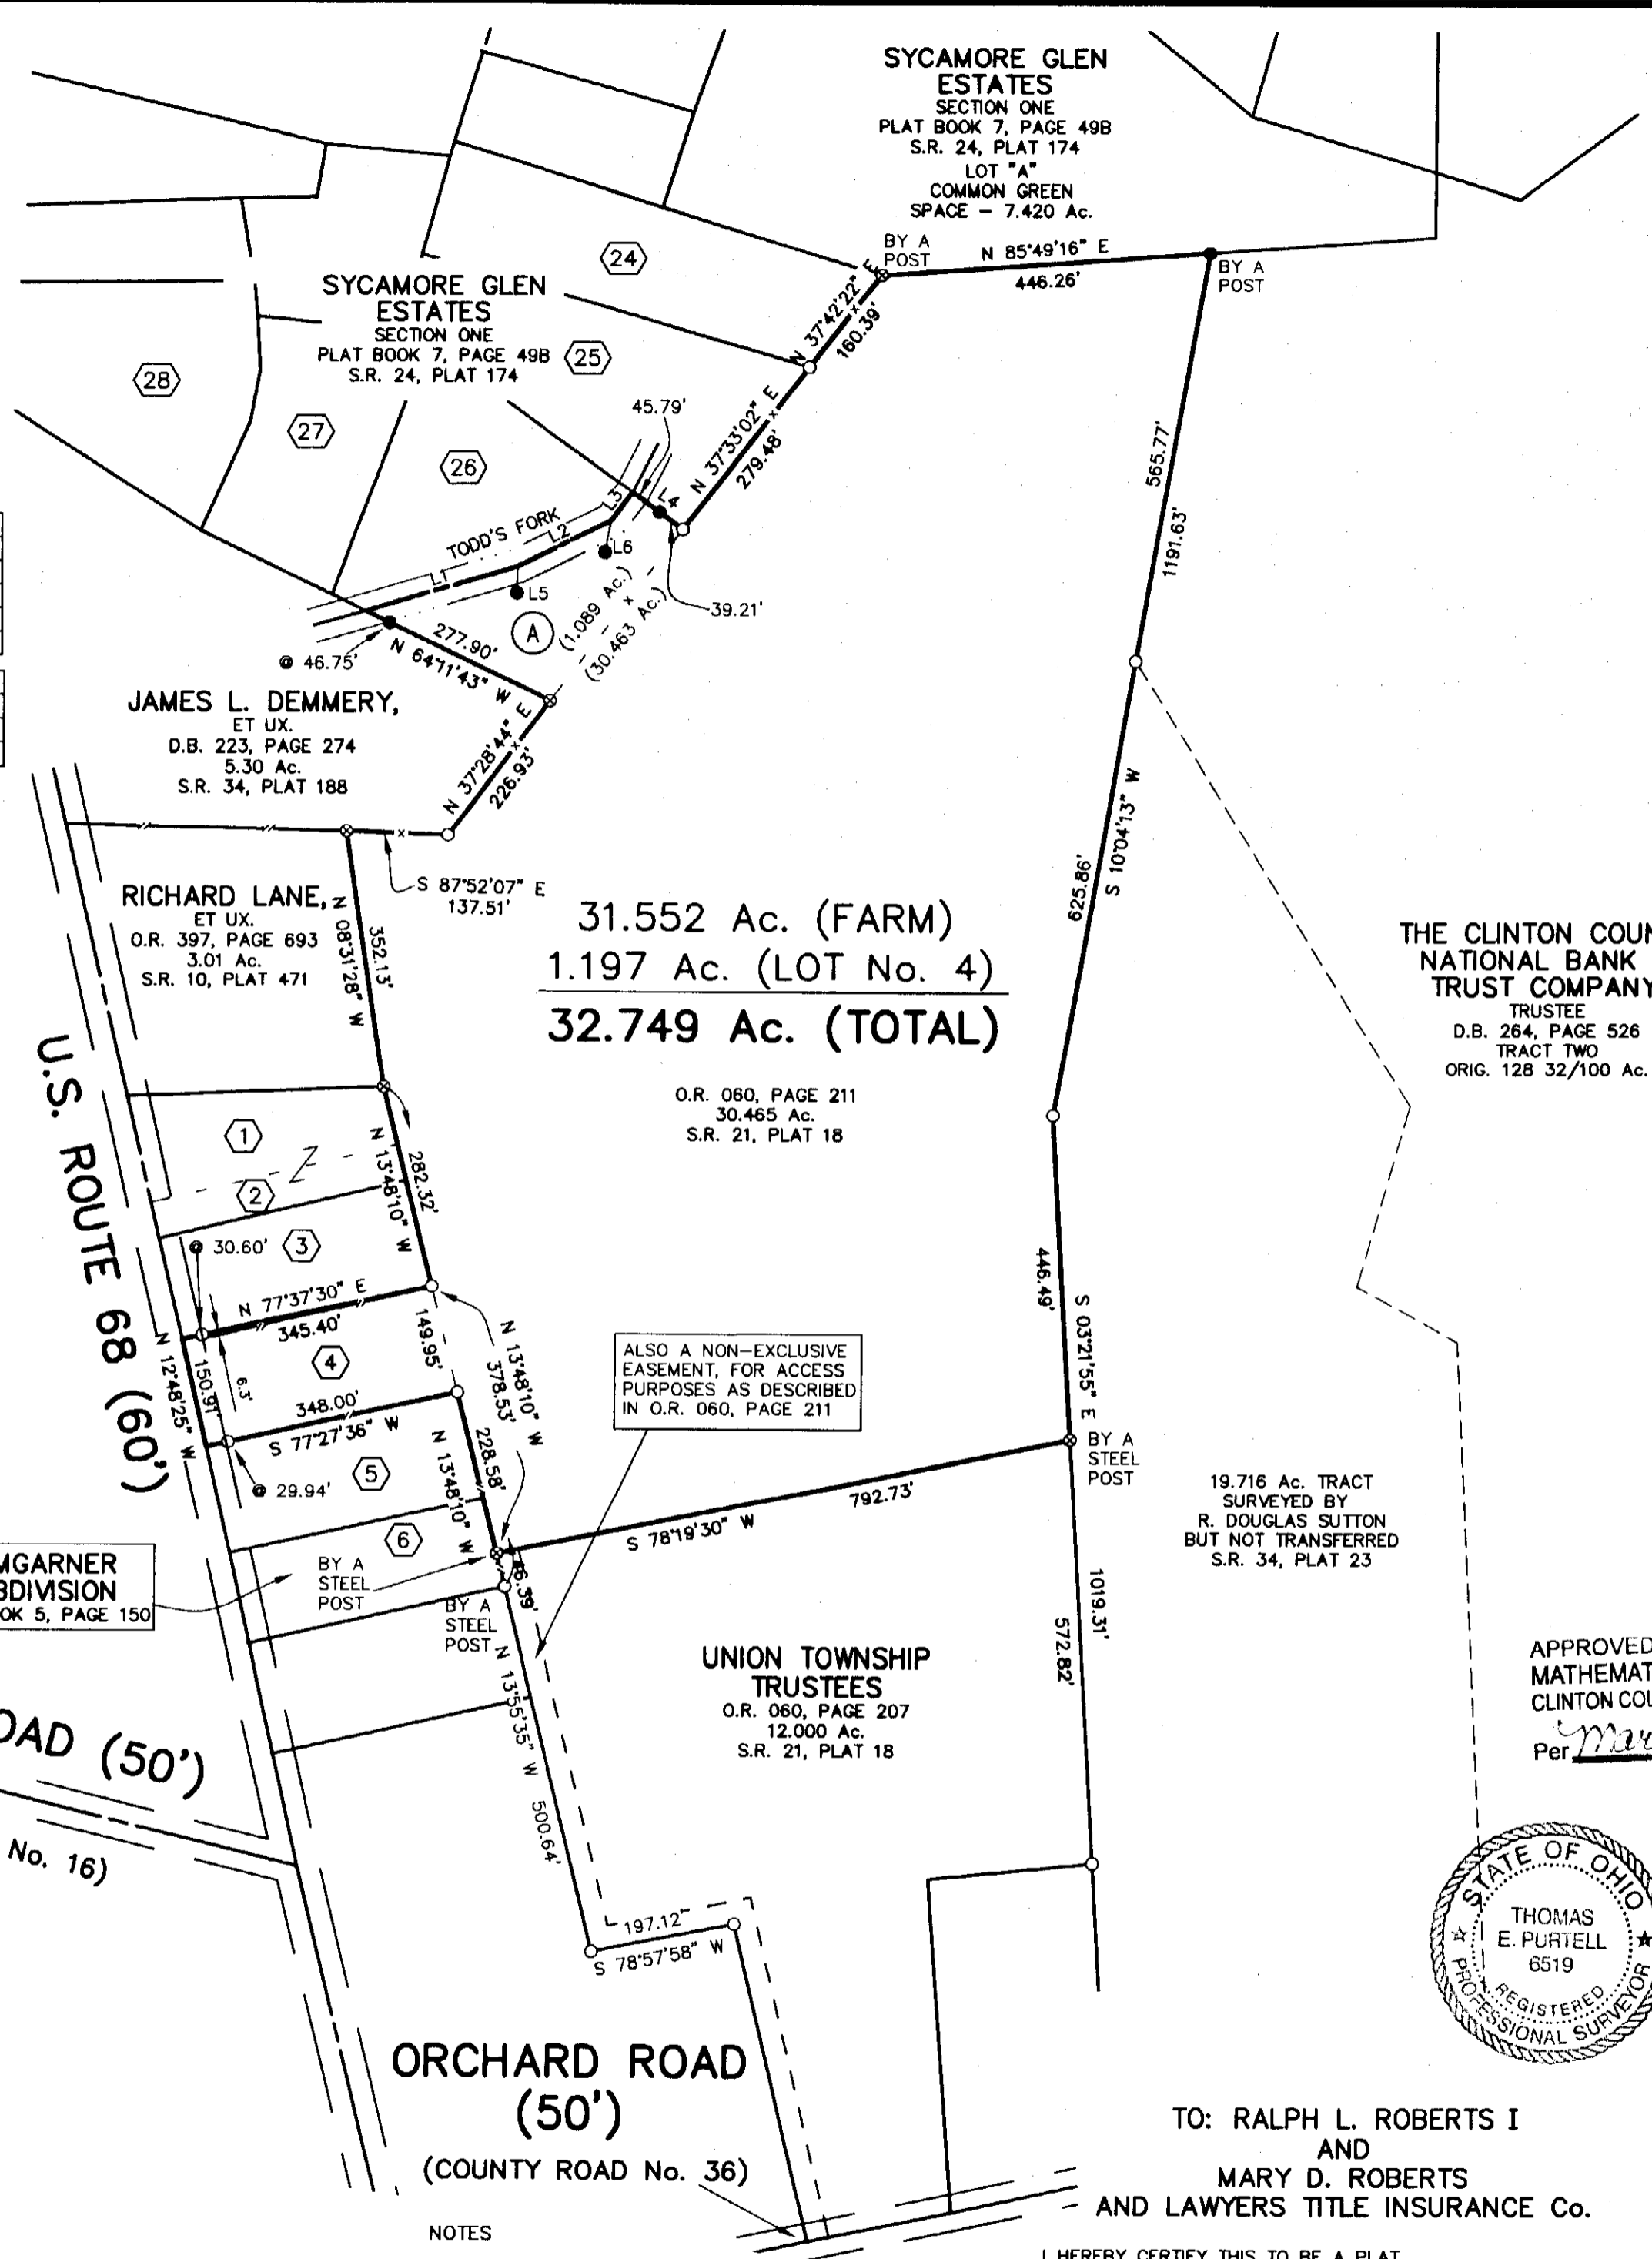 SYCAMORE GLEN
ESTATES
SECTION ONE
PLAT BOOK 7, PAGE 49B
S.R. 24, PLAT 174
LOT "A"
COMMON GREEN
SPACE – 7.420 Ac.
BY A
POST
N 85°49'16" E
446.26'
BY A
POST
24
N 37°42'22" E
160.39'
SYCAMORE GLEN
ESTATES
SECTION ONE
PLAT BOOK 7, PAGE 49B
S.R. 24, PLAT 174
25
28
27
26
45.79'
N 37°33'02" E
279.48'
565.77'
1191.63'
TODD'S FORK
L1
L2
L3
L4
L5
L6
A
(1.089 Ac.)
(30.463 Ac.)
39.21'
277.90'
N 64°11'43" W
@ 46.75'
JAMES L. DEMMERY,
ET UX.
D.B. 223, PAGE 274
5.30 Ac.
S.R. 34, PLAT 188
N 37°28'44" E
226.93'
S 87°52'07" E
137.51'
625.86'
S 10°04'13" W
RICHARD LANE,
ET UX.
O.R. 397, PAGE 693
3.01 Ac.
S.R. 10, PLAT 471
N 08°31'28" W
352.13'
31.552 Ac. (FARM)
1.197 Ac. (LOT No. 4)
32.749 Ac. (TOTAL)
O.R. 060, PAGE 211
30.465 Ac.
S.R. 21, PLAT 18
THE CLINTON COUN
NATIONAL BANK
TRUST COMPANY
TRUSTEE
D.B. 264, PAGE 526
TRACT TWO
ORIG. 128 32/100 Ac.
U.S. ROUTE 68 (60')
1
2
N 13°48'10" W
282.32'
@ 30.60'
3
N 77°37'30" E
345.40'
N 12°48'25" W
150.91'
6.3'
4
149.95'
N 13°48'10" W
378.53'
348.00'
S 77°27'36" W
ALSO A NON–EXCLUSIVE
EASEMENT, FOR ACCESS
PURPOSES AS DESCRIBED
IN O.R. 060, PAGE 211
446.49'
S 03°21'55" E
BY A
STEEL
POST
@ 29.94'
5
N 13°48'10" W
228.58'
792.73'
S 78°19'30" W
19.716 Ac. TRACT
SURVEYED BY
R. DOUGLAS SUTTON
BUT NOT TRANSFERRED
S.R. 34, PLAT 23
6
MGARNER
BDIVISION
OOK 5, PAGE 150
BY A
STEEL
POST
BY A
STEEL
POST
N 13°55'35" W
500.64'
1019.31'
572.82'
UNION TOWNSHIP
TRUSTEES
O.R. 060, PAGE 207
12.000 Ac.
S.R. 21, PLAT 18
APPROVED
MATHEMAT
CLINTON COU
Per
OAD (50')
No. 16)
197.12'
S 78°57'58" W
STATE OF OHIO
THOMAS
E. PURTELL
6519
REGISTERED
PROFESSIONAL SURVEYOR
ORCHARD ROAD
(50')
(COUNTY ROAD No. 36)
TO: RALPH L. ROBERTS I
AND
MARY D. ROBERTS
AND LAWYERS TITLE INSURANCE Co.
NOTES
I HEREBY CERTIFY THIS TO BE A PLAT